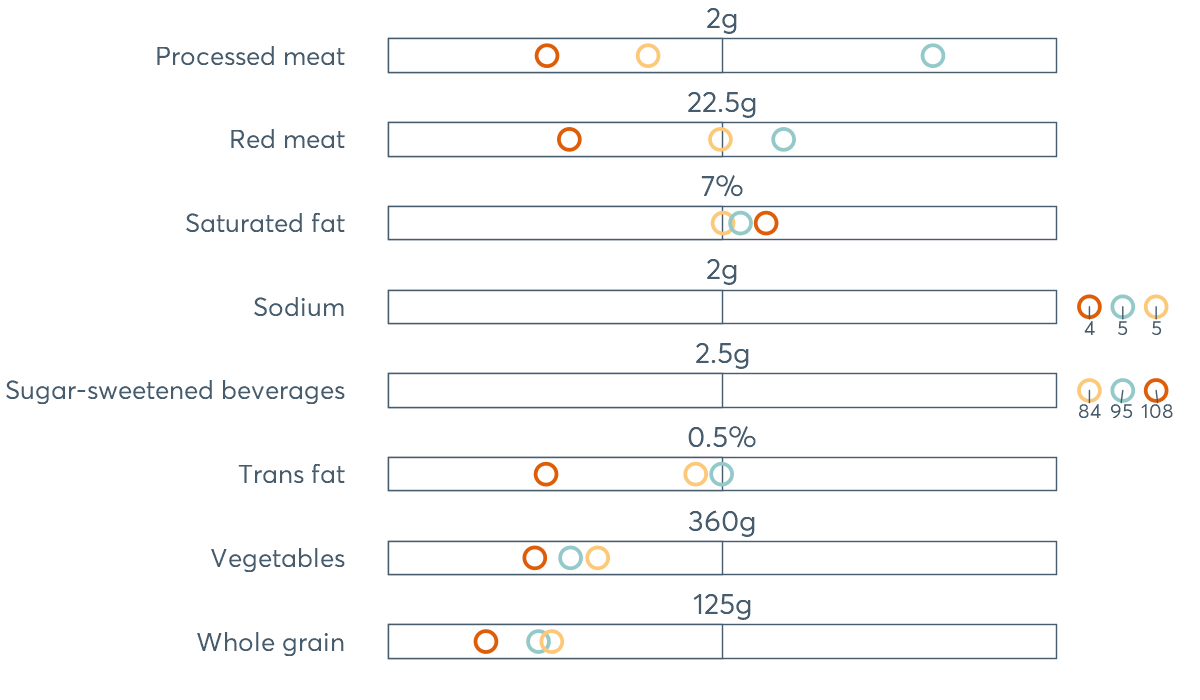 2g
Processed meat
22.5g
Red meat
7%
Saturated fat
2g
Sodium
4 5 5
2.5g
Sugar-sweetened beverages
84 95 108
0.5%
Trans fat
360g
Vegetables
125g
Whole grain